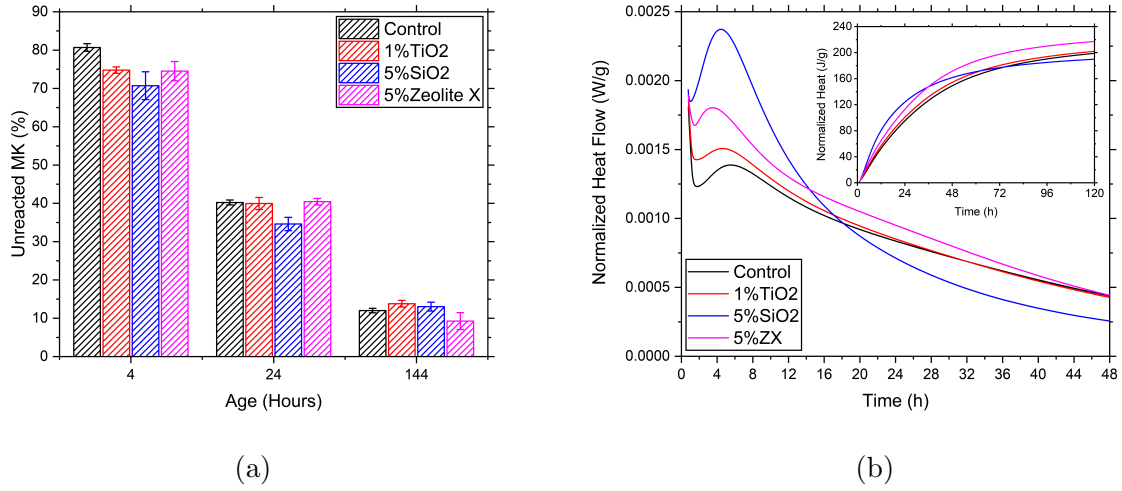 90
80
70
60
50
40
30
20
10
0
Unreacted MK (%)
Control
1%TiO2
5%SiO2
5%Zeolite X
4
24
144
Age (Hours)
(a)
0.0025
0.0020
0.0015
0.0010
0.0005
0.0000
Normalized Heat Flow (W/g)
240
200
160
120
80
40
0
Normalized Heat (J/g)
0 24 48 72 96 120
Time (h)
Control
1%TiO2
5%SiO2
5%ZX
0 4 8 12 16 20 24 28 32 36 40 44 48
Time (h)
(b)